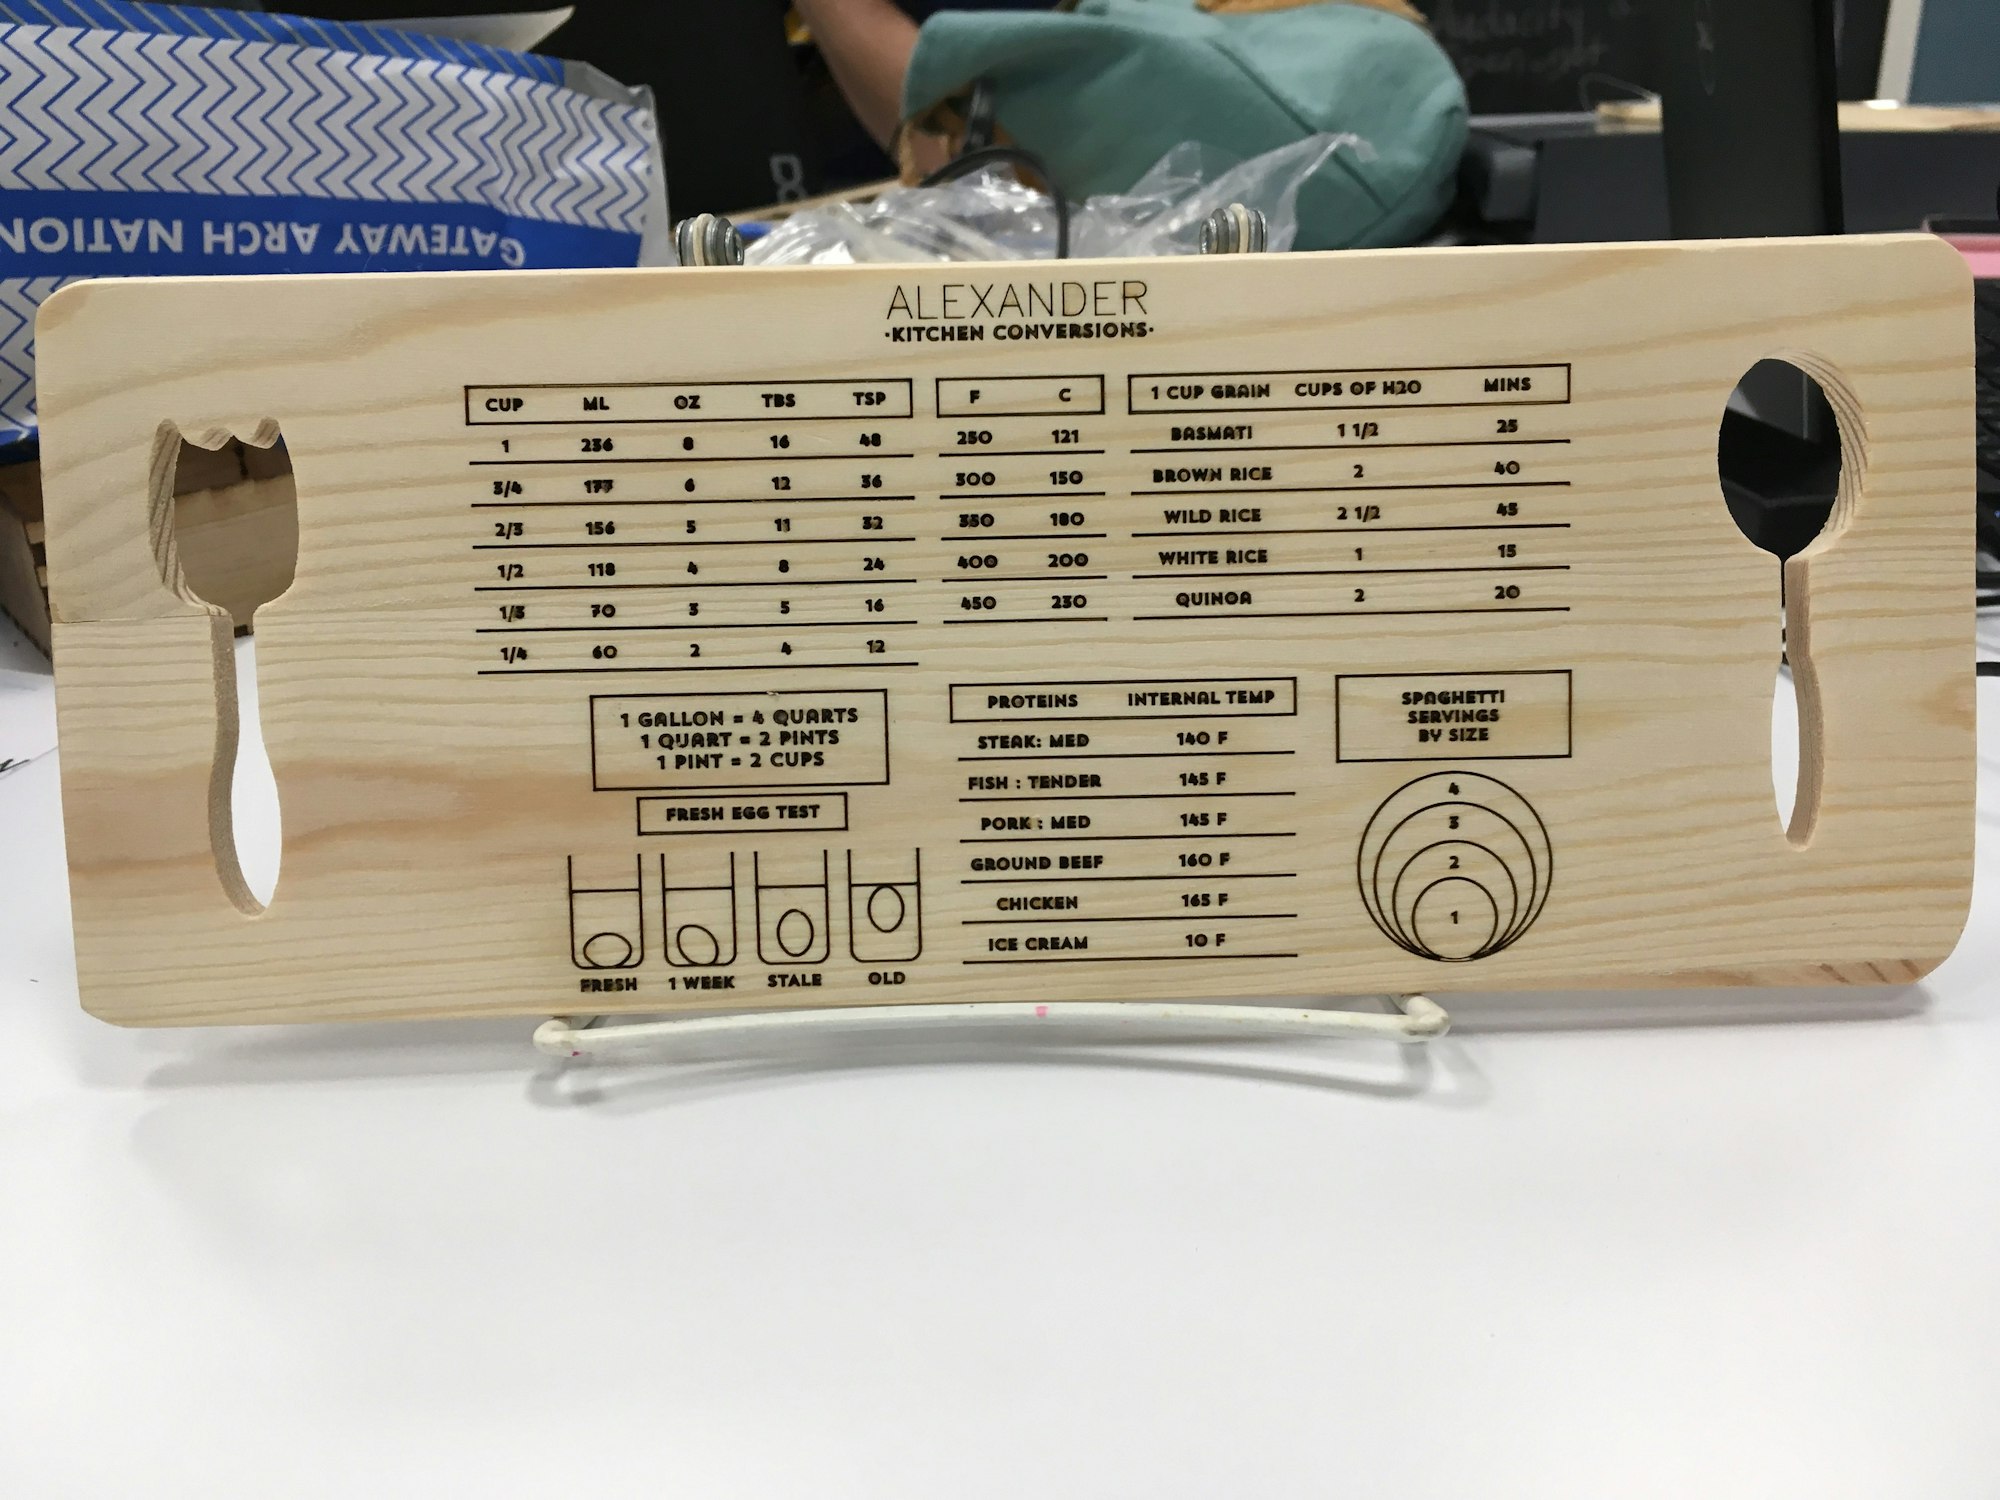 GATEWAY ARCH NATION
ALEXANDER
·KITCHEN CONVERSIONS·
CUP ML OZ TBS TSP
1 236 8 16 48
3/4 177 6 12 36
2/3 156 5 11 32
1/2 118 4 8 24
1/3 70 3 5 16
1/4 60 2 4 12
F C
250 121
300 150
350 180
400 200
450 230
1 CUP GRAIN CUPS OF H2O MINS
BASMATI 1 1/2 25
BROWN RICE 2 40
WILD RICE 2 1/2 45
WHITE RICE 1 15
QUINOA 2 20
1 GALLON = 4 QUARTS
1 QUART = 2 PINTS
1 PINT = 2 CUPS
FRESH EGG TEST
FRESH 1 WEEK STALE OLD
PROTEINS INTERNAL TEMP
STEAK: MED 140 F
FISH : TENDER 145 F
PORK : MED 145 F
GROUND BEEF 160 F
CHICKEN 165 F
ICE CREAM 10 F
SPAGHETTI
SERVINGS
BY SIZE
4
3
2
1